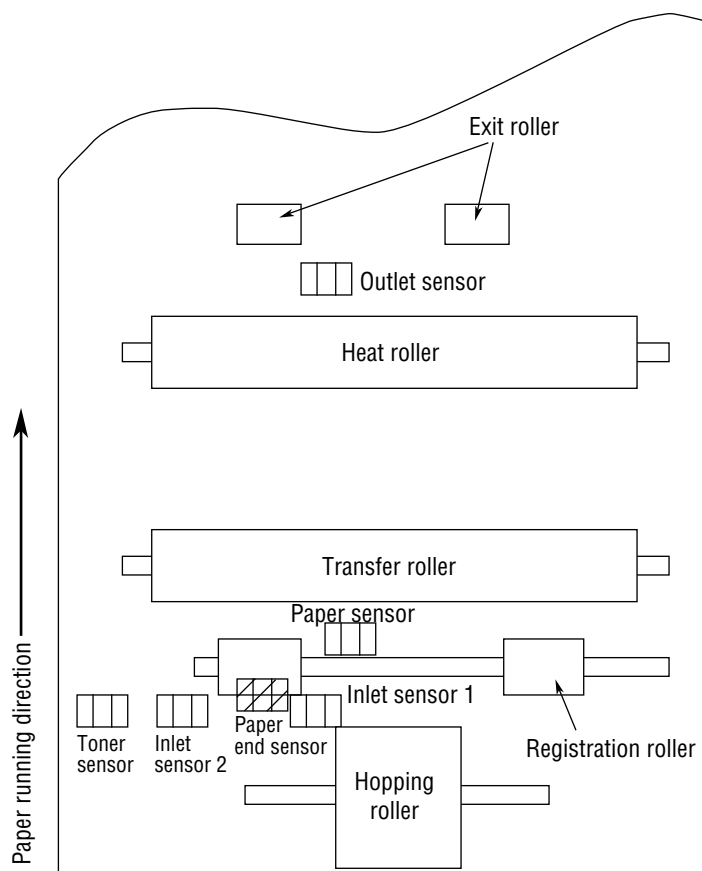 Exit roller
Outlet sensor
Heat roller
Transfer roller
Paper sensor
Inlet sensor 1
Toner
sensor
Inlet
sensor 2
Paper
end sensor
Registration roller
Hopping
roller
Paper running direction